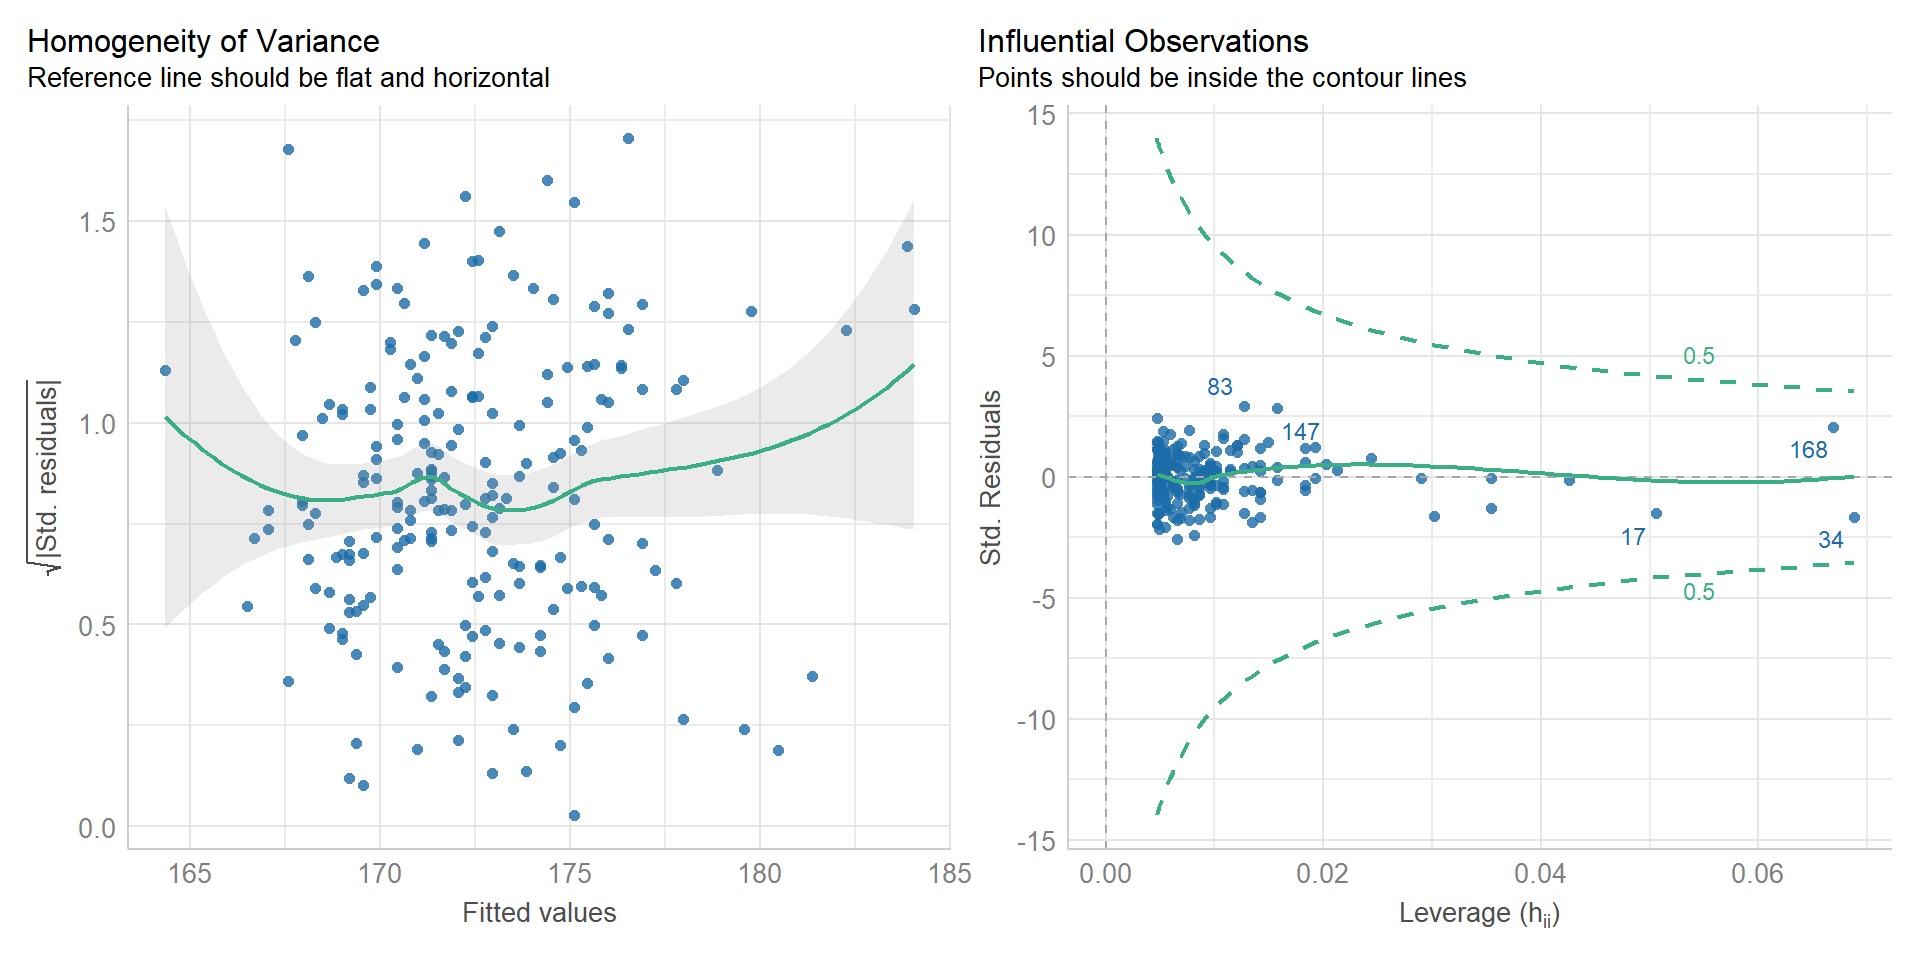 Homogeneity of Variance
Reference line should be flat and horizontal
1.5
1.0
0.5
0.0
√|Std. residuals|
165 170 175 180 185
Fitted values
Influential Observations
Points should be inside the contour lines
15
10
5
0
-5
-10
-15
Std. Residuals
0.5
83
147
168
17
34
0.5
0.00 0.02 0.04 0.06
Leverage (hii)